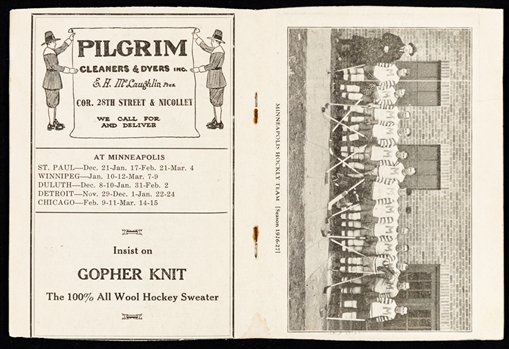 PILGRIM
CLEANERS & DYERS INC.
E. H. McLaughlin Pres.
COR. 28TH STREET & NICOLLET
WE CALL FOR
AND DELIVER
AT MINNEAPOLIS
ST. PAUL—Dec. 21-Jan. 17-Feb. 21-Mar. 4
WINNIPEG—Jan. 10-12-Mar. 7-9
DULUTH—Dec. 8-10-Jan. 31-Feb. 2
DETROIT—Nov. 29-Dec. 1-Jan. 22-24
CHICAGO—Feb. 9-11-Mar. 14-15
Insist on
GOPHER KNIT
The 100% All Wool Hockey Sweater
MINNEAPOLIS HOCKEY TEAM [Season 1926-27]